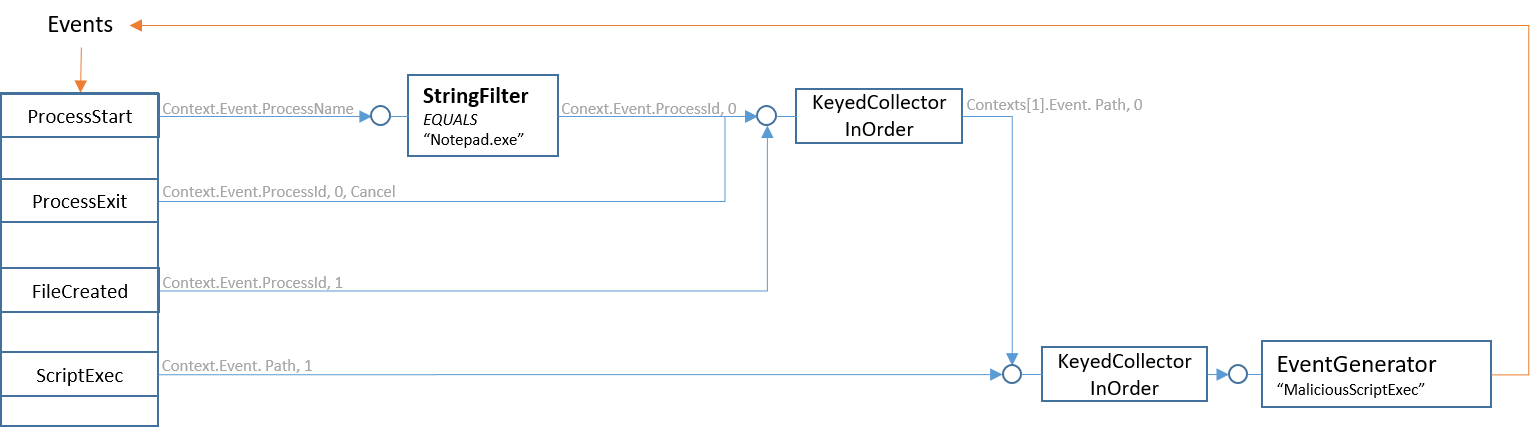 Events
ProcessStart
Context.Event.ProcessName
StringFilter
EQUALS
“Notepad.exe”
Conext.Event.ProcessId, 0
KeyedCollector
InOrder
Contexts[1].Event. Path, 0
ProcessExit
Context.Event.ProcessId, 0, Cancel
FileCreated
Context.Event.ProcessId, 1
ScriptExec
Context.Event. Path, 1
KeyedCollector
InOrder
EventGenerator
“MaliciousScriptExec”